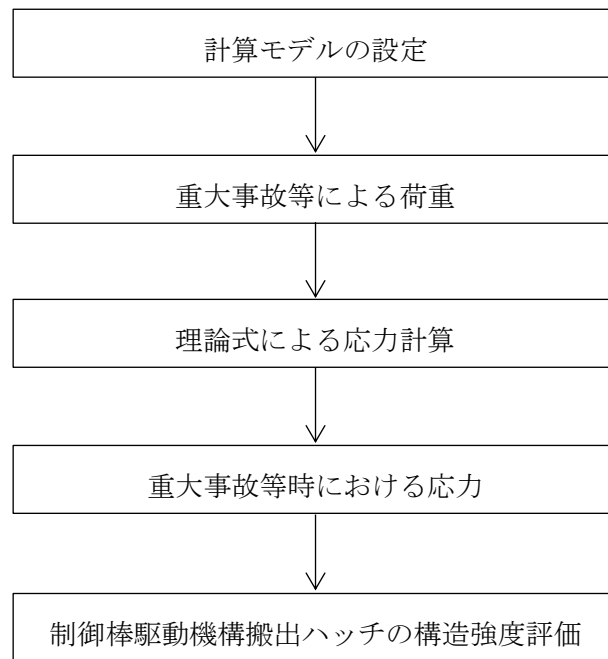 計算モデルの設定
重大事故等による荷重
理論式による応力計算
重大事故等時における応力
制御棒駆動機構搬出ハッチの構造強度評価